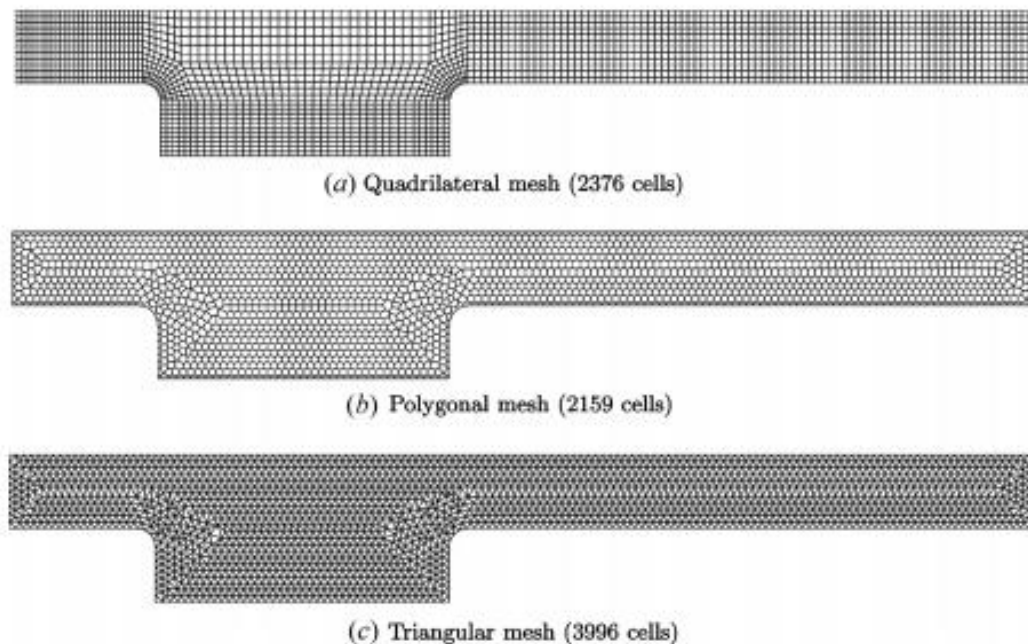 (a) Quadrilateral mesh (2376 cells)
(b) Polygonal mesh (2159 cells)
(c) Triangular mesh (3996 cells)